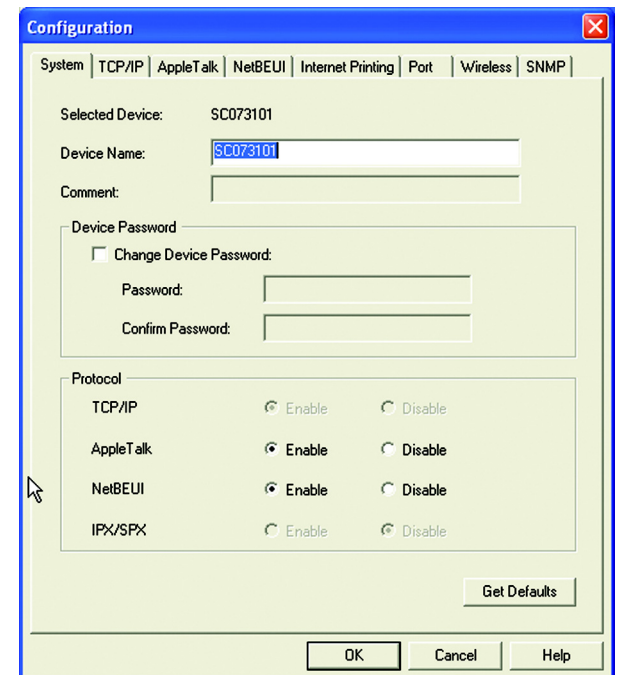 Configuration
System TCP/IP AppleTalk NetBEUI Internet Printing Port Wireless SNMP
Selected Device: SC073101
Device Name: SC073101
Comment:
Device Password
Change Device Password:
Password:
Confirm Password:
Protocol
TCP/IP Enable Disable
AppleTalk Enable Disable
NetBEUI Enable Disable
IPX/SPX Enable Disable
Get Defaults
OK Cancel Help